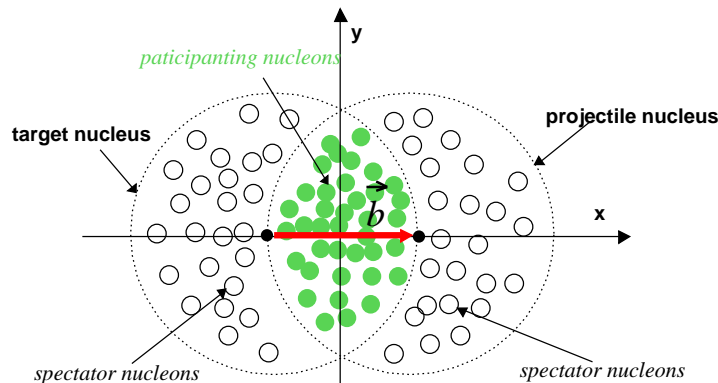 y
paticipanting nucleons
target nucleus
projectile nucleus
b
x
spectator nucleons
spectator nucleons